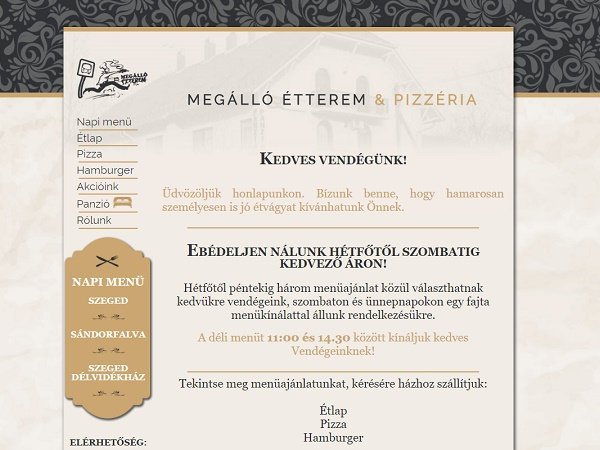 MEGÁLLÓ
ÉTTEREM
MEGÁLLÓ ÉTTEREM & PIZZÉRIA
Napi menü
Étlap
Pizza
Hamburger
Akcióink
Panzió
Rólunk
NAPI MENÜ
SZEGED
SÁNDORFALVA
SZEGED
DÉLVIDÉKHÁZ
ELÉRHETŐSÉG:
KEDVES VENDÉGÜNK!
Üdvözöljük honlapunkon. Bízunk benne, hogy hamarosan
személyesen is jó étvágyat kívánhatunk Önnek.
EBÉDELJEN NÁLUNK HÉTFŐTŐL SZOMBATIG
KEDVEZŐ ÁRON!
Hétfőtől péntekig három menüajánlat közül választhatnak
kedvükre vendégeink, szombaton és ünnepnapokon egy fajta
menükínálattal állunk rendelkezésükre.
A déli menüt 11:00 és 14.30 között kínáljuk kedves
Vendégeinknek!
Tekintse meg menüajánlatunkat, kérésére házhoz szállítjuk:
Étlap
Pizza
Hamburger